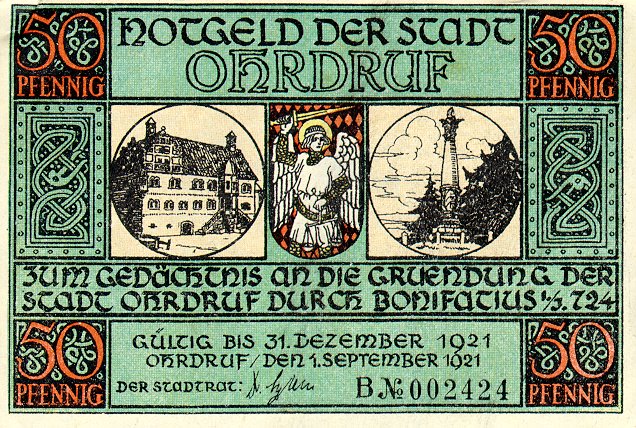 50 PFENNIG
NOTGELD DER STADT
OHRDRUF
50 PFENNIG
ZUM GEDÄCHTNIS AN DIE GRUENDUNG DER
STADT OHRDRUF DURCH BONIFATIUS i/J. 724
50 PFENNIG
GÜLTIG BIS 31. DEZEMBER 1921
OHRDRUF / DEN 1. SEPTEMBER 1921
DER STADTRAT:
B No 002424
50 PFENNIG